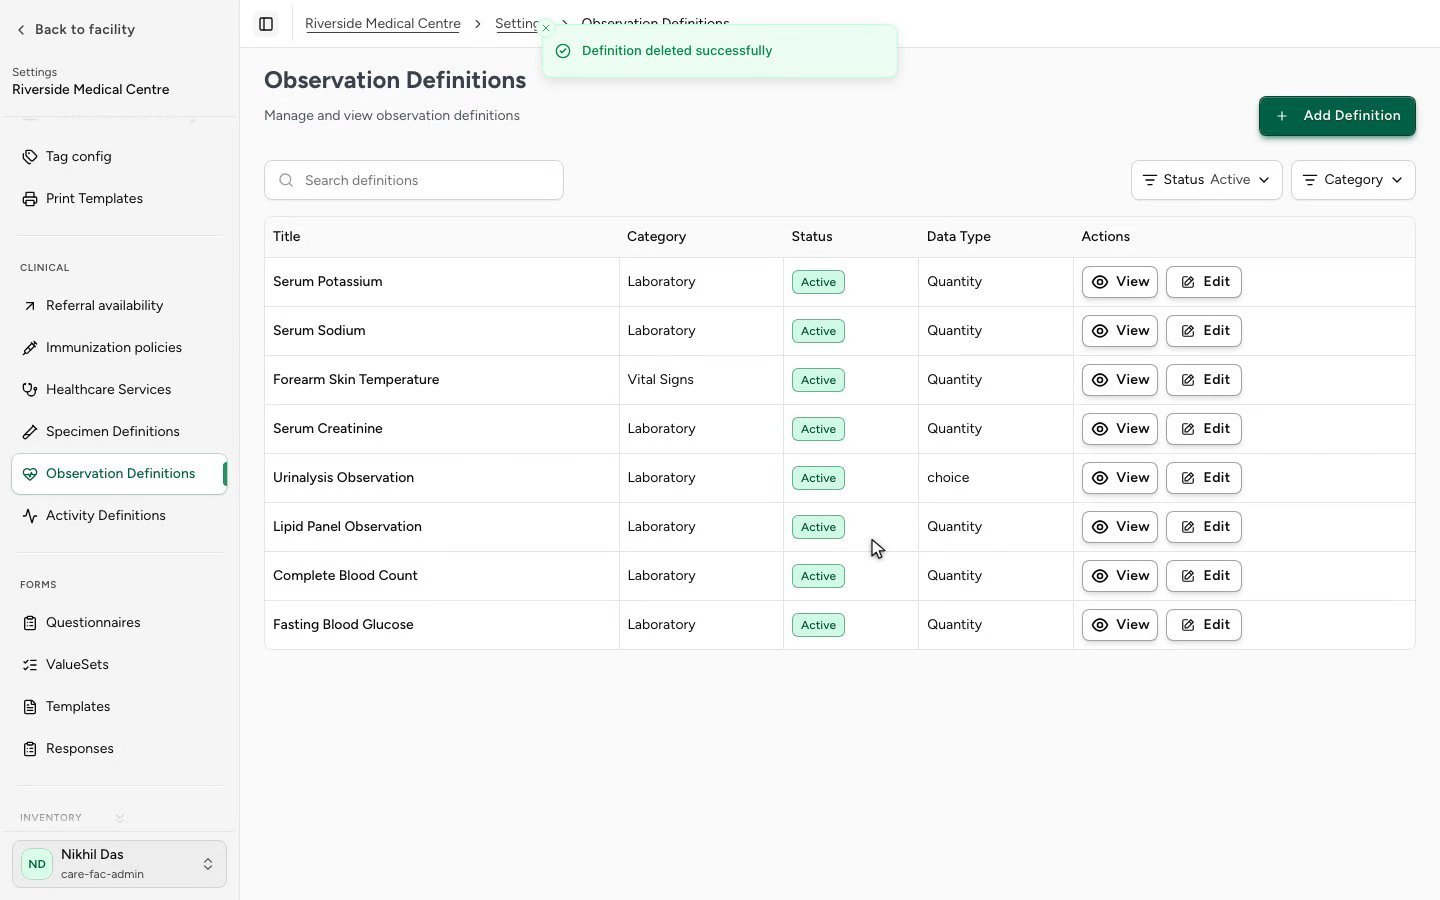 Back to facility
Settings
Riverside Medical Centre
Tag config
Print Templates
CLINICAL
Referral availability
Immunization policies
Healthcare Services
Specimen Definitions
Observation Definitions
Activity Definitions
FORMS
Questionnaires
ValueSets
Templates
Responses
INVENTORY
ND
Nikhil Das
care-fac-admin
Riverside Medical Centre
Setting
Observation Definitions
Definition deleted successfully
Observation Definitions
Manage and view observation definitions
Add Definition
Search definitions
Status Active
Category
Title Category Status Data Type Actions
Serum Potassium Laboratory Active Quantity View Edit
Serum Sodium Laboratory Active Quantity View Edit
Forearm Skin Temperature Vital Signs Active Quantity View Edit
Serum Creatinine Laboratory Active Quantity View Edit
Urinalysis Observation Laboratory Active choice View Edit
Lipid Panel Observation Laboratory Active Quantity View Edit
Complete Blood Count Laboratory Active Quantity View Edit
Fasting Blood Glucose Laboratory Active Quantity View Edit